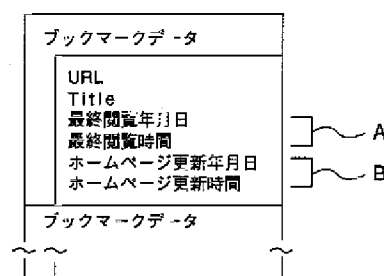 ブックマークデータ
URL
Title
最終閲覧年月日
最終閲覧時間
A
ホームページ更新年月日
ホームページ更新時間
B
ブックマークデータ